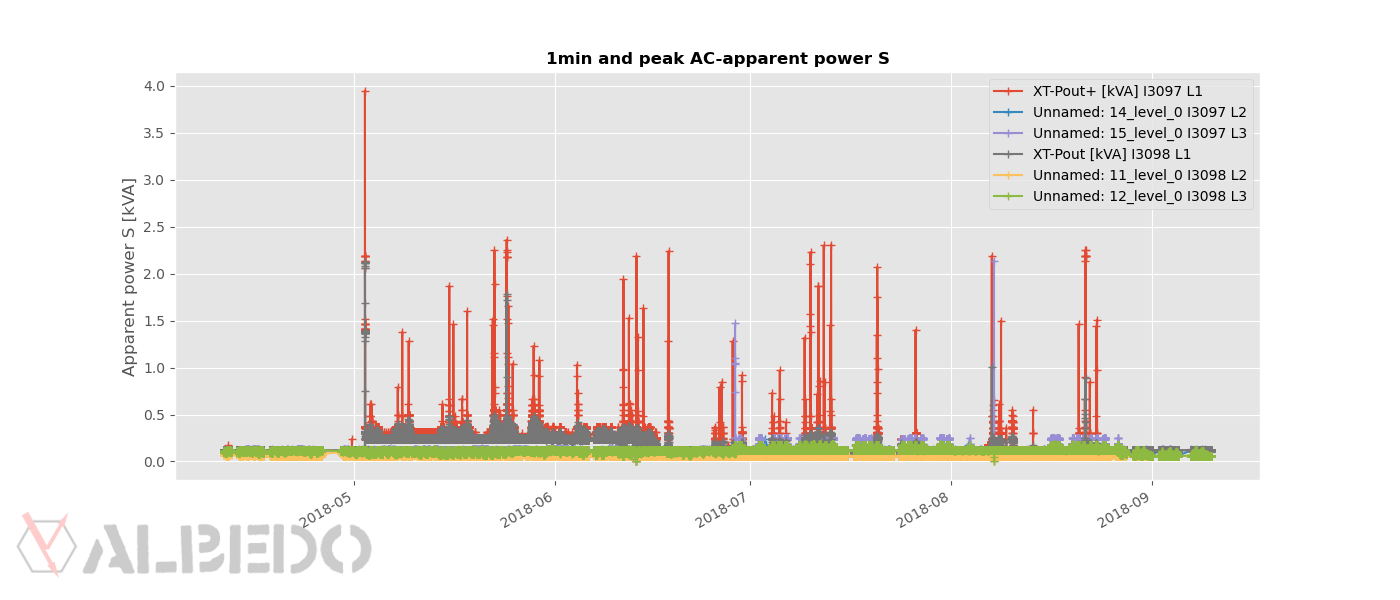 1min and peak AC-apparent power S
4.0
3.5
3.0
2.5
2.0
1.5
1.0
0.5
0.0
Apparent power S [kVA]
XT-Pout+ [kVA] I3097 L1
Unnamed: 14_level_0 I3097 L2
Unnamed: 15_level_0 I3097 L3
XT-Pout [kVA] I3098 L1
Unnamed: 11_level_0 I3098 L2
Unnamed: 12_level_0 I3098 L3
2018-05
2018-06
2018-07
2018-08
2018-09
ALBEDO